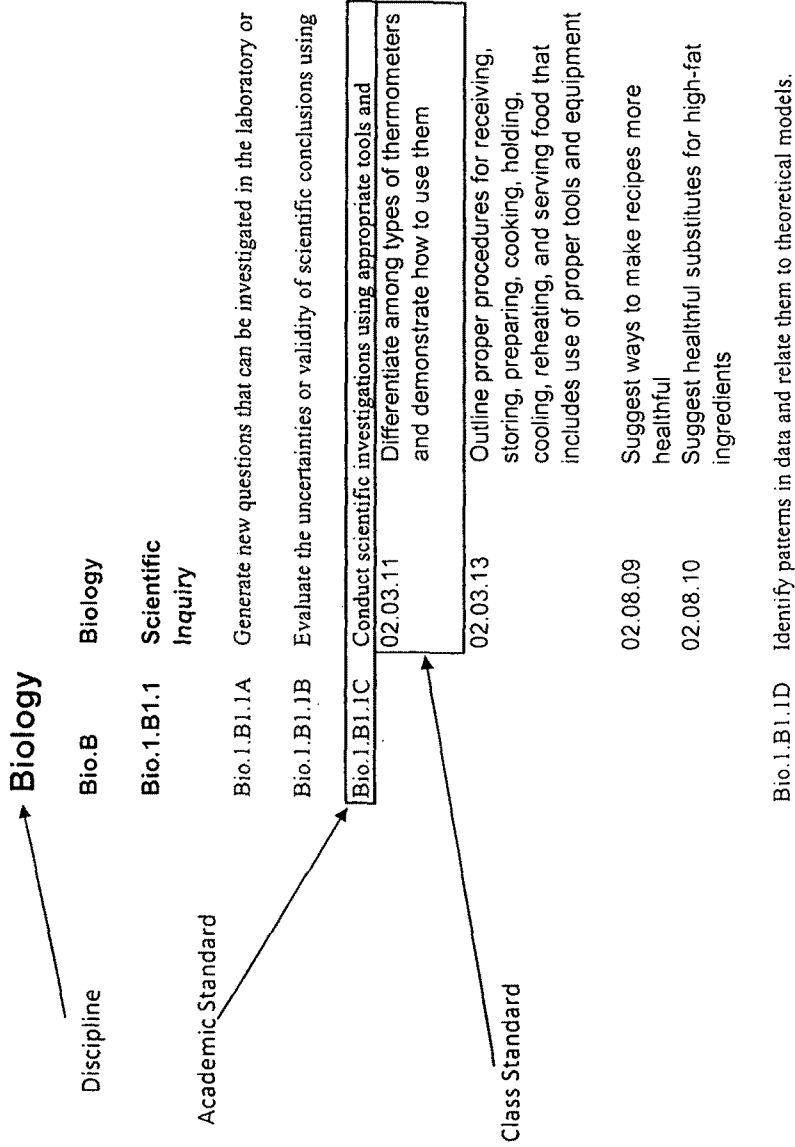 Biology
Discipline
Bio.B Biology
Bio.1.B1.1 Scientific
Inquiry
Bio.1.B1.1A Generate new questions that can be investigated in the laboratory or
Academic Standard
Bio.1.B1.1B Evaluate the uncertainties or validity of scientific conclusions using
Bio.1.B1.1C Conduct scientific investigations using appropriate tools and
02.03.11 Differentiate among types of thermometers
and demonstrate how to use them
Class Standard
02.03.13 Outline proper procedures for receiving,
storing, preparing, cooking, holding,
cooling, reheating, and serving food that
includes use of proper tools and equipment
02.08.09 Suggest ways to make recipes more
healthful
02.08.10 Suggest healthful substitutes for high-fat
ingredients
Bio.1.B1.1D Identify patterns in data and relate them to theoretical models.